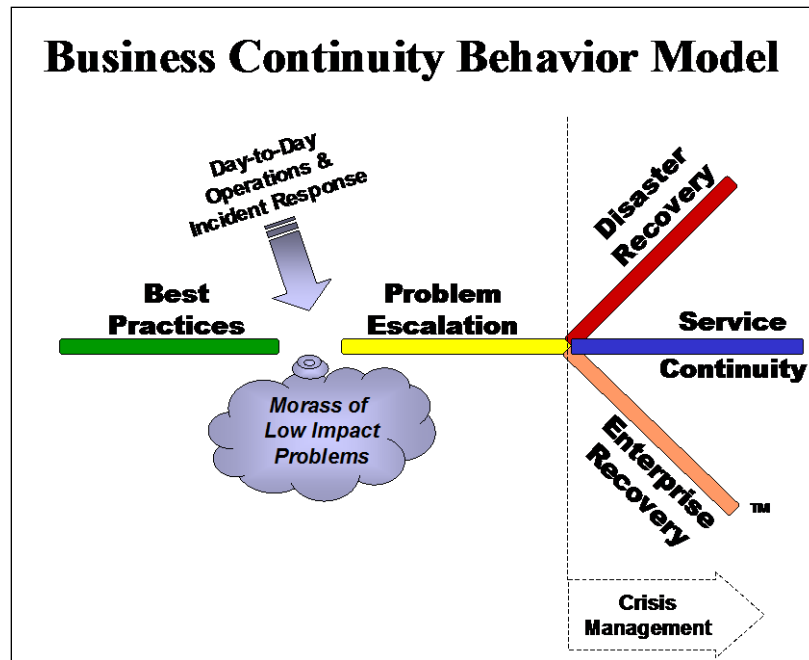 Business Continuity Behavior Model
Day-to-Day
Operations &
Incident Response
Best
Practices
Morass of
Low Impact
Problems
Problem
Escalation
Disaster
Recovery
Service
Continuity
Enterprise
Recovery
TM
Crisis
Management